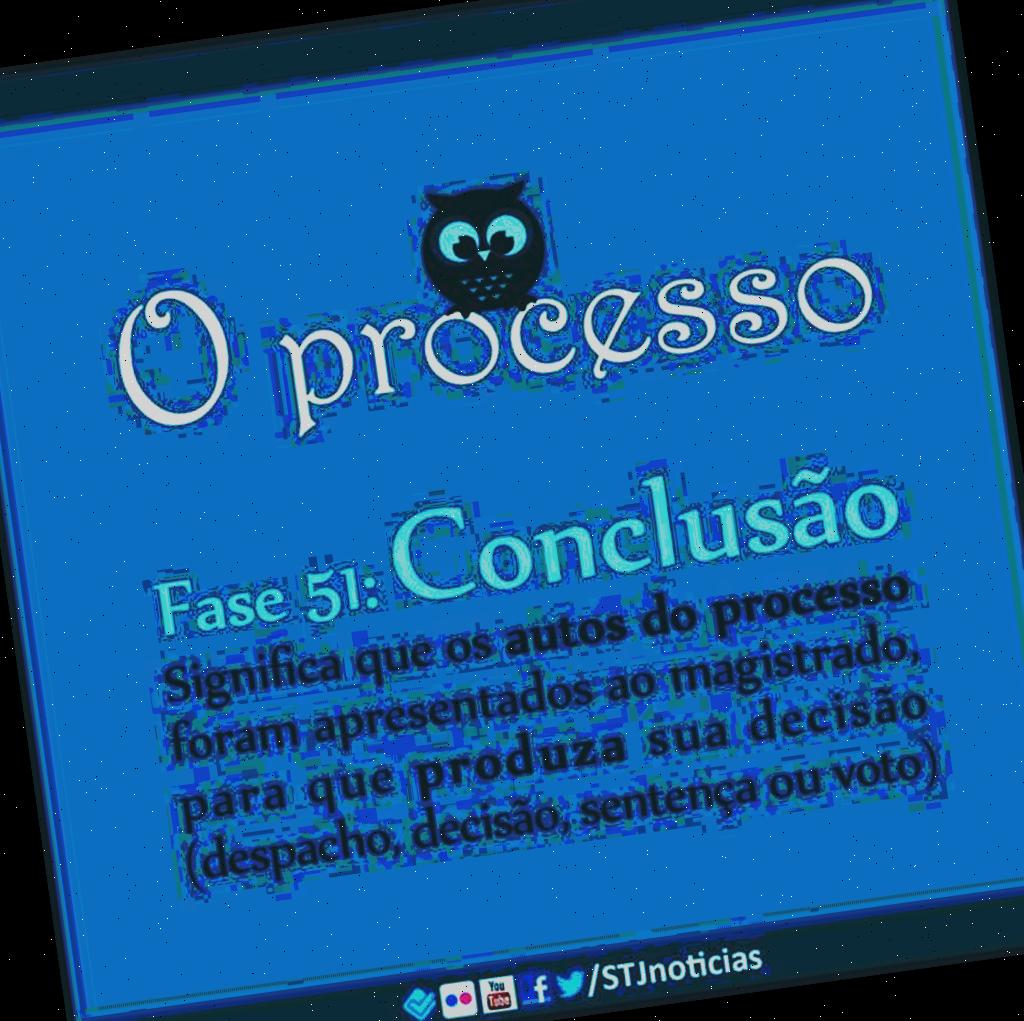 O processo
Fase 51: Conclusão
Significa que os autos do processo
foram apresentados ao magistrado,
para que produza sua decisão
(despacho, decisão, sentença ou voto)
You Tube f /STJnoticias